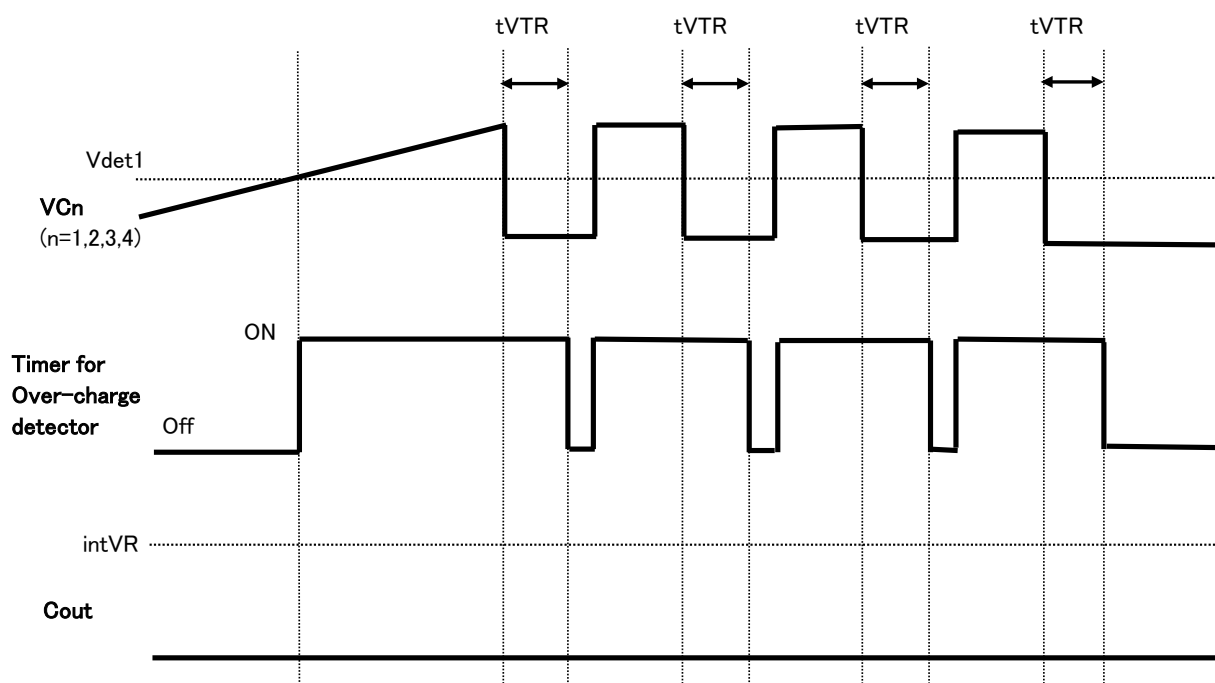 tVTR tVTR tVTR tVTR
Vdet1
VCn
(n=1,2,3,4)
ON
Timer for
Over-charge
detector
Off
intVR
Cout